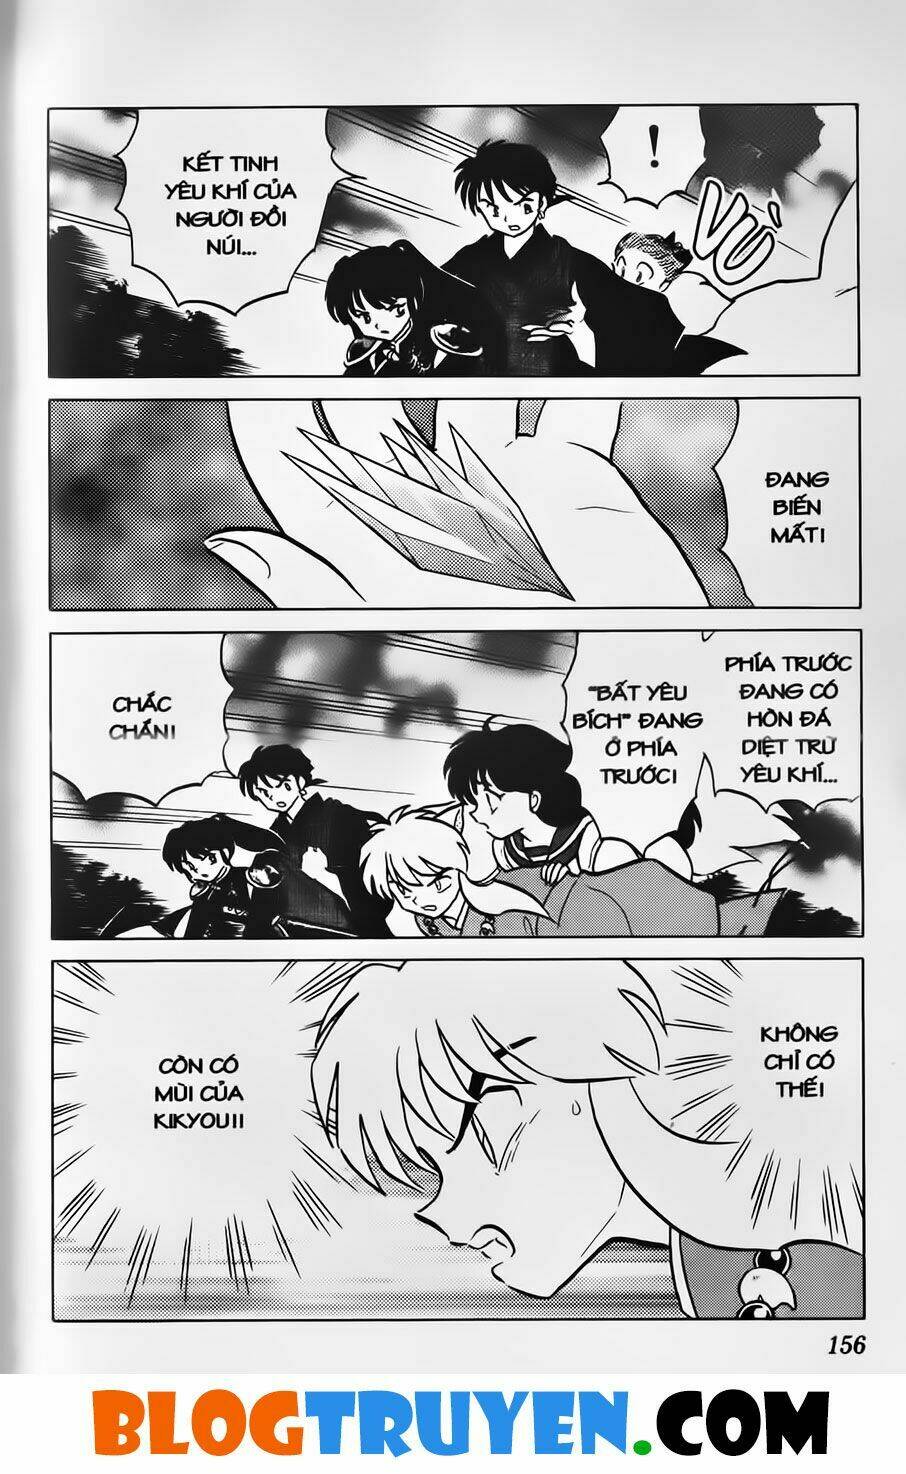 !
VÙ
KẾT TINH
YÊU KHÍ CỦA
NGƯỜI ĐỒI
NÚI...
ĐANG
BIẾN
MẤT!
PHÍA TRƯỚC
ĐANG CÓ
HÒN ĐÁ
DIỆT TRỪ
YÊU KHÍ...
"BẤT YÊU
BÍCH" ĐANG
Ở PHÍA
TRƯỚC!
CHẮC
CHẮN!
KHÔNG
CHỈ CÓ
THẾ!
CÒN CÓ
MÙI CỦA
KIKYOU!!
156
BLOGTRUYEN.COM